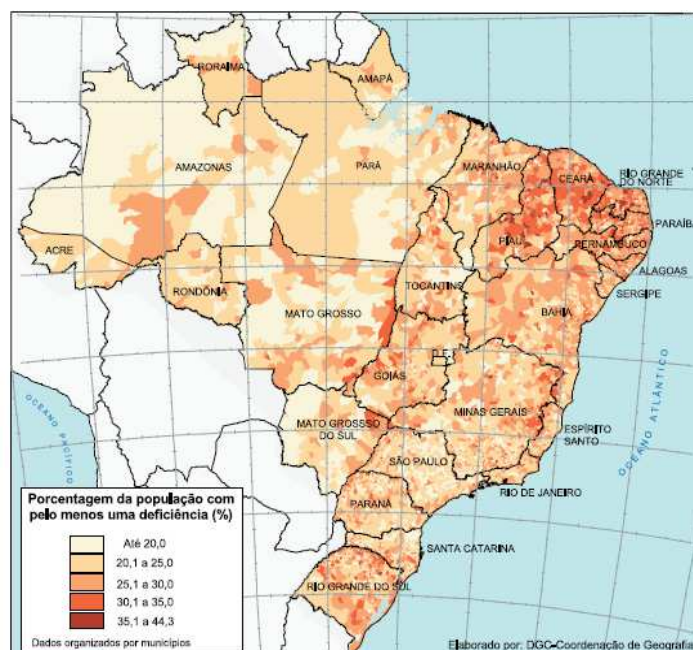 RORAIMA
AMAPÁ
AMAZONAS
PARÁ
MARANHÃO
CEARÁ
RIO GRANDE
DO NORTE
PARAÍBA
PIAUÍ
PERNAMBUCO
ACRE
ALAGOAS
SERGIPE
RONDÔNIA
TOCANTINS
MATO GROSSO
BAHIA
D.F.
GOIÁS
MINAS GERAIS
MATO GROSSSO
DO SUL
ESPÍRITO
SANTO
SÃO PAULO
RIO DE JANEIRO
PARANÁ
SANTA CATARINA
RIO GRANDE DO SUL
OCEANO PACÍFICO
OCEANO ATLÂNTICO
Porcentagem da população com
pelo menos uma deficiência (%)
Até 20,0
20,1 a 25,0
25,1 a 30,0
30,1 a 35,0
35,1 a 44,3
Dados organizados por municípios
Elaborado por: DGC-Coordenação de Geografia